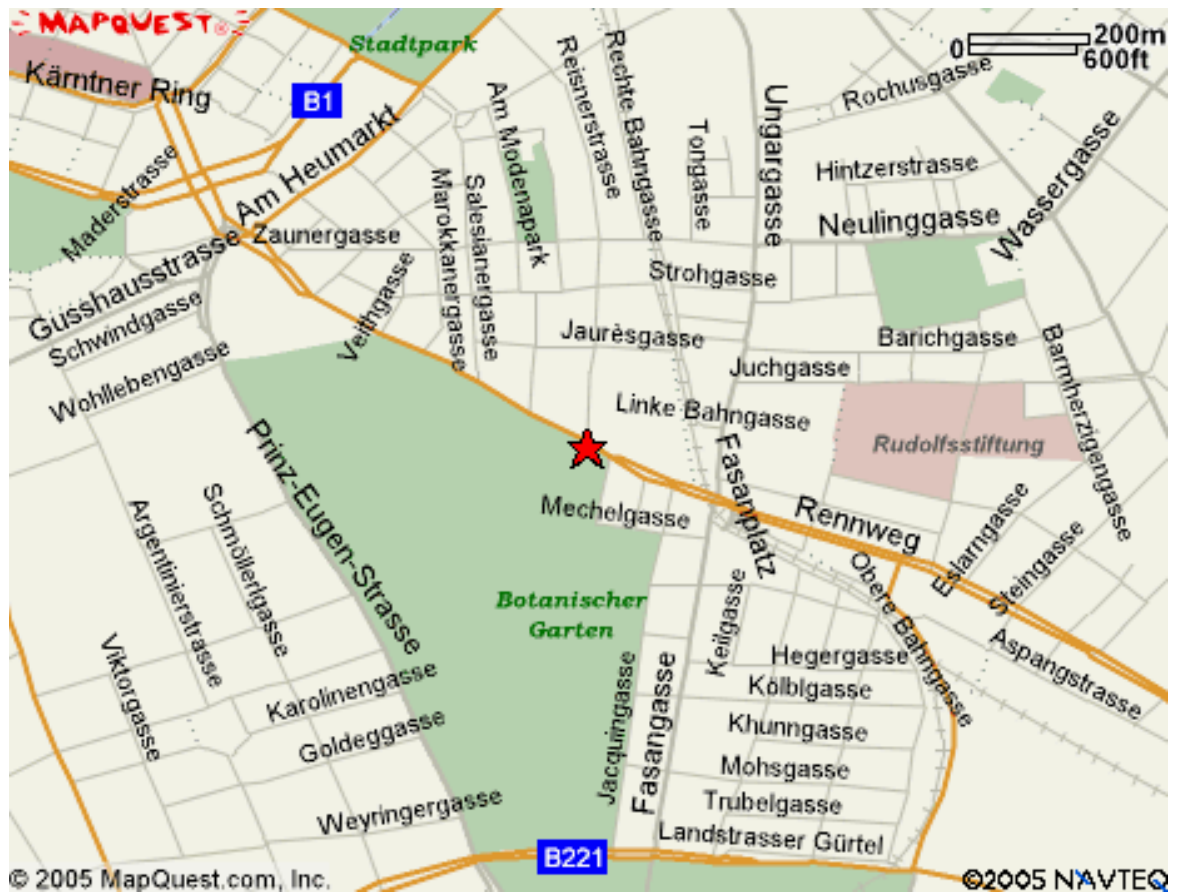 MAPQUEST®
Stadtpark
0 200m
600ft
Kärntner Ring
B1
Am Heumarkt
Maderstrasse
Gusshausstrasse
Zaunergasse
Schwindgasse
Wohllebengasse
Veithgasse
Marokkanergasse
Salesianergasse
Am Modenapark
Reisnerstrasse
Rechte Bahngasse
Tongasse
Ungargasse
Rochusgasse
Hintzerstrasse
Neulinggasse
Wassergasse
Strohgasse
Jaurèsgasse
Barichgasse
Juchgasse
Barmherzigengasse
Linke Bahngasse
Rudolfsstiftung
Fasanplatz
Prinz-Eugen-Strasse
Mechelgasse
Rennweg
Eslarngasse
Steingasse
Schmöllerlgasse
Argentinierstrasse
Botanischer
Garten
Keilgasse
Obere Bahngasse
Aspangstrasse
Viktorgasse
Karolinengasse
Hegergasse
Kölblgasse
Goldeggasse
Jacquingasse
Fasangasse
Khunngasse
Mohsgasse
Weyringergasse
Trubelgasse
Landstrasser Gürtel
B221
© 2005 MapQuest.com, Inc.
©2005 NAVTEQ